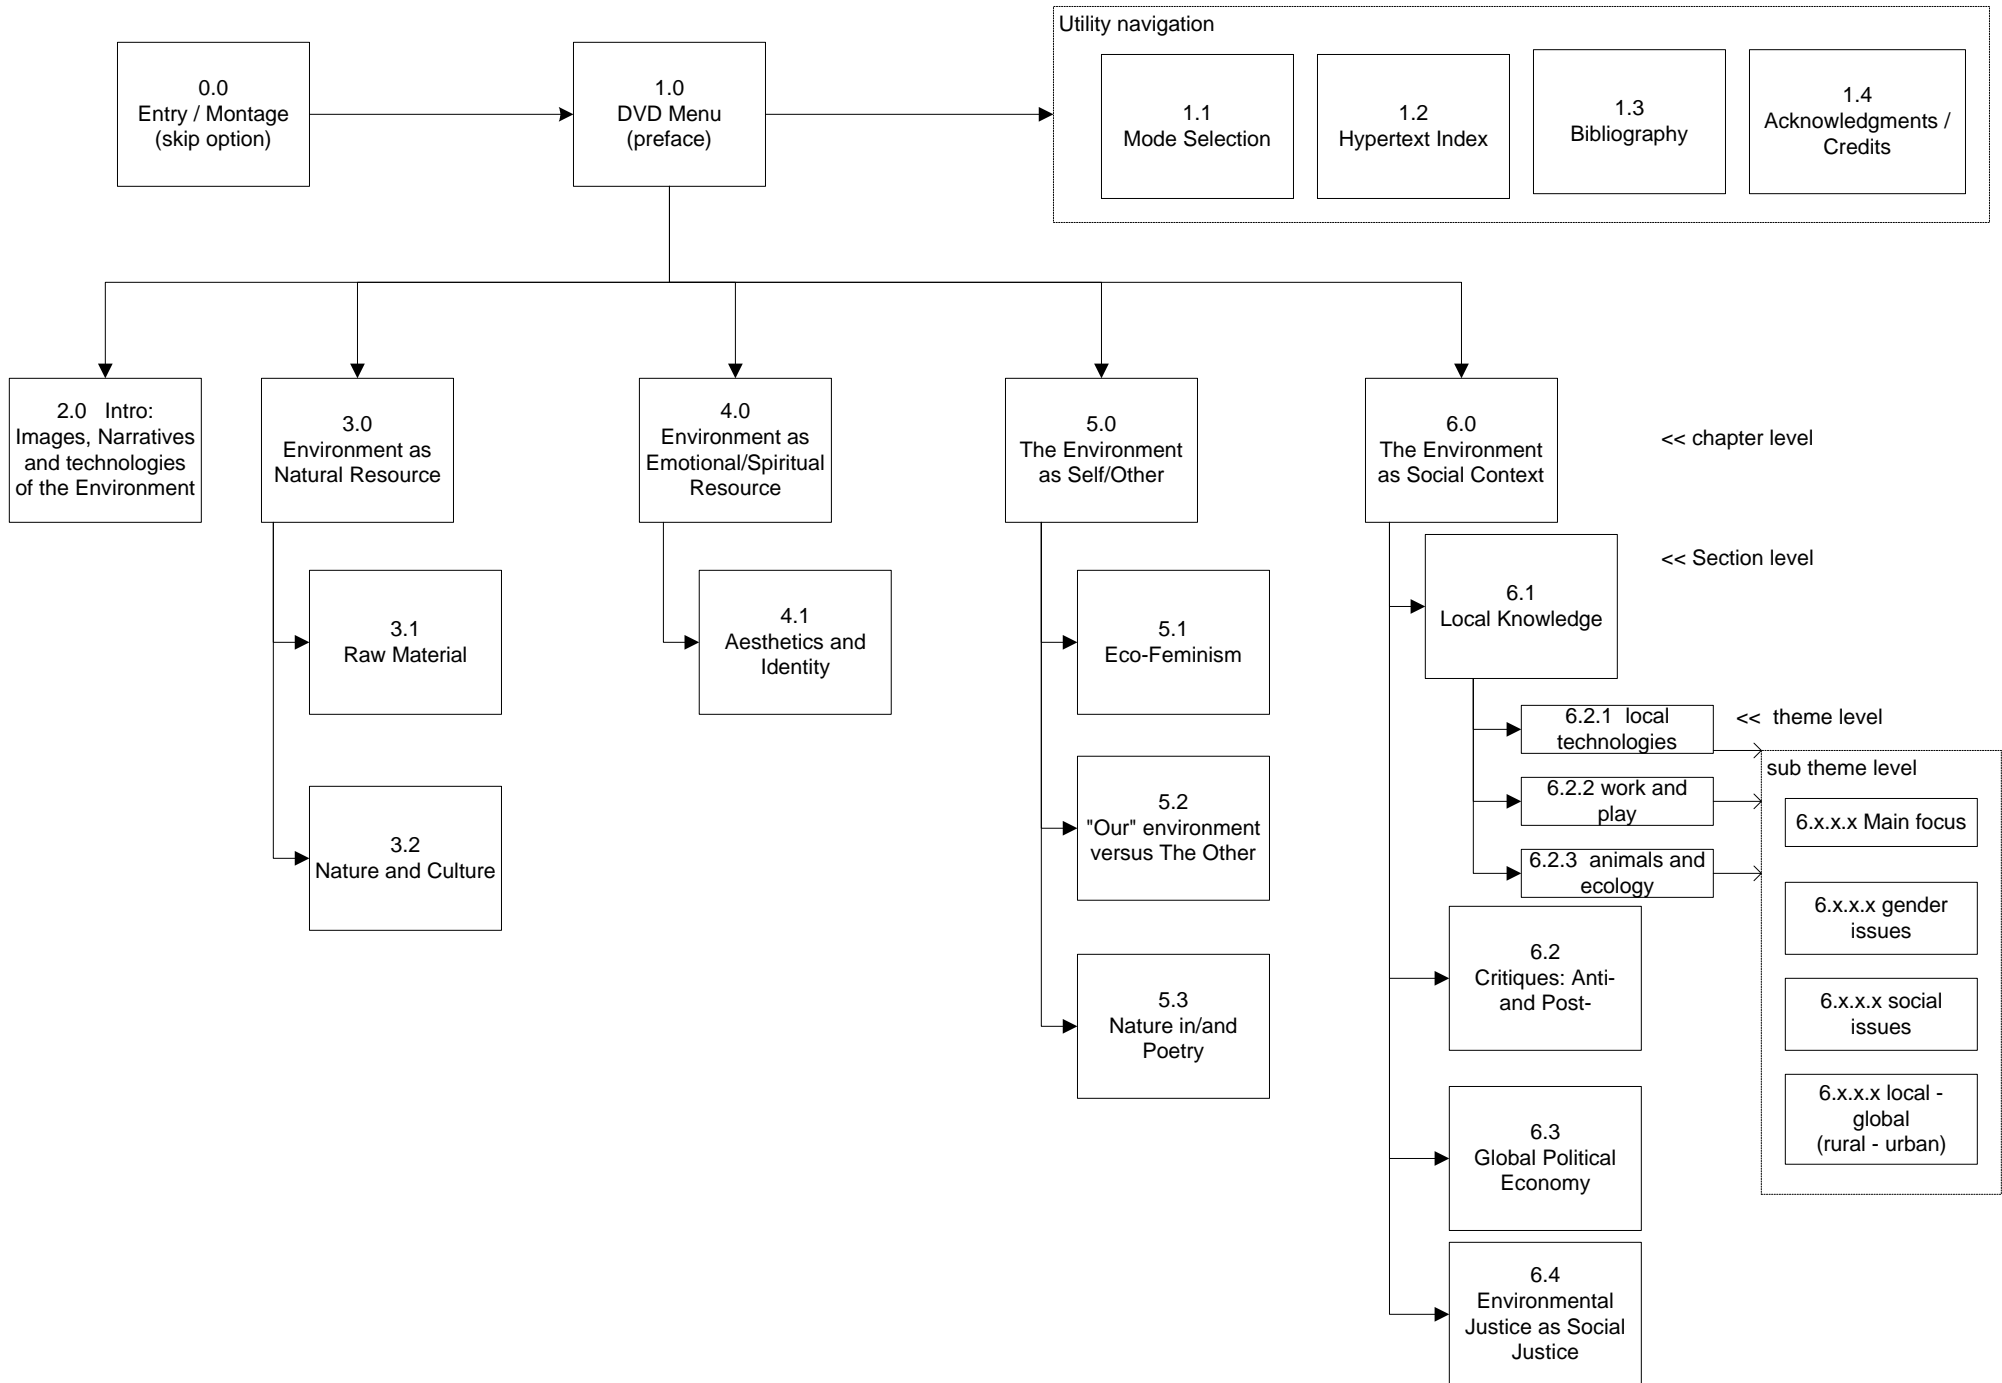 Utility navigation
0.0
Entry / Montage
(skip option)
1.0
DVD Menu
(preface)
1.1
Mode Selection
1.2
Hypertext Index
1.3
Bibliography
1.4
Acknowledgments /
Credits
2.0   Intro:
Images, Narratives
and technologies
of the Environment
3.0
Environment as
Natural Resource
4.0
Environment as
Emotional/Spiritual
Resource
5.0
The Environment
as Self/Other
6.0
The Environment
as Social Context
<< chapter level
<< Section level
3.1
Raw Material
3.2
Nature and Culture
4.1
Aesthetics and
Identity
5.1
Eco-Feminism
5.2
"Our" environment
versus The Other
5.3
Nature in/and
Poetry
6.1
Local Knowledge
6.2.1  local
technologies
<<  theme level
6.2.2 work and
play
6.2.3  animals and
ecology
sub theme level
6.x.x.x Main focus
6.x.x.x gender
issues
6.x.x.x social
issues
6.x.x.x local -
global
(rural - urban)
6.2
Critiques: Anti-
and Post-
6.3
Global Political
Economy
6.4
Environmental
Justice as Social
Justice